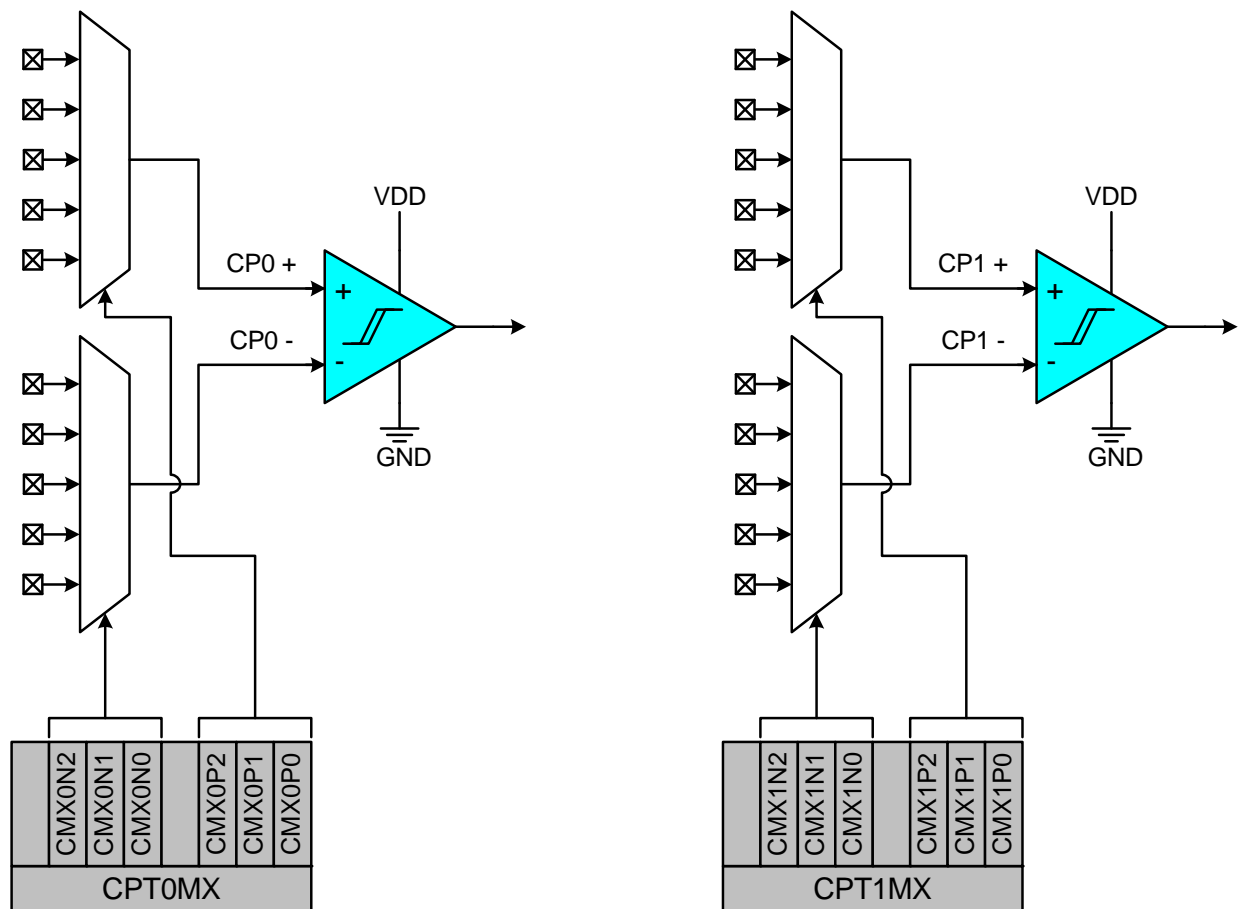 VDD
CP0 +
+
CP0 -
-
GND
CMX0N2
CMX0N1
CMX0N0
CMX0P2
CMX0P1
CMX0P0
CPT0MX
VDD
CP1 +
+
CP1 -
-
GND
CMX1N2
CMX1N1
CMX1N0
CMX1P2
CMX1P1
CMX1P0
CPT1MX